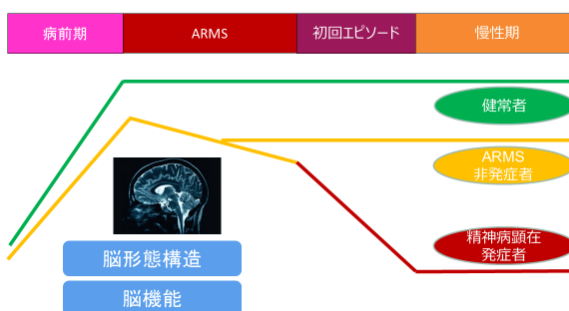 病前期
ARMS
初回エピソード
慢性期
健常者
ARMS
非発症者
精神病顕在
発症者
脳形態構造
脳機能